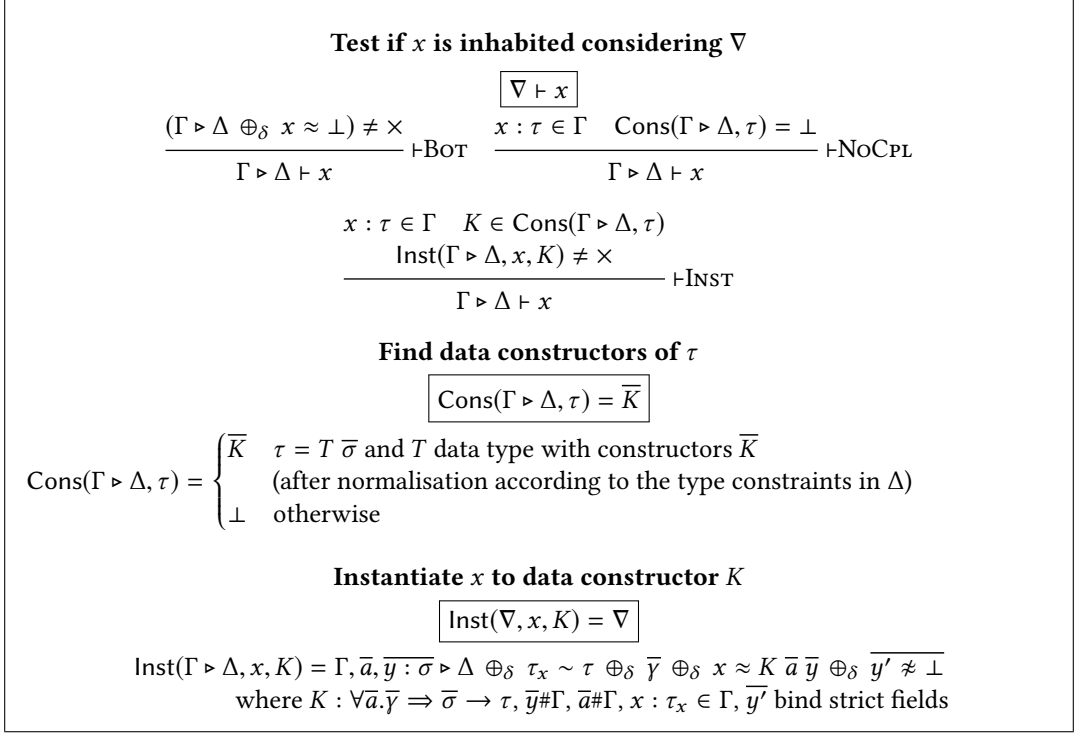 Test if x is inhabited considering ∇
∇ ⊢ x
(Γ ▹ Δ ⊕δ x ≈ ⊥) ≠ ×
Γ ▹ Δ ⊢ x
⊢Bot
x : τ ∈ Γ Cons(Γ ▹ Δ, τ) = ⊥
Γ ▹ Δ ⊢ x
⊢NoCpl
x : τ ∈ Γ K ∈ Cons(Γ ▹ Δ, τ)
Inst(Γ ▹ Δ, x, K) ≠ ×
Γ ▹ Δ ⊢ x
⊢Inst
Find data constructors of τ
Cons(Γ ▹ Δ, τ) = K̅
Cons(Γ ▹ Δ, τ) = { K̅ τ = T σ̅ and T data type with constructors K̅
(after normalisation according to the type constraints in Δ)
⊥ otherwise
Instantiate x to data constructor K
Inst(∇, x, K) = ∇
Inst(Γ ▹ Δ, x, K) = Γ, a̅, y̅ ̅:̅ ̅σ̅ ▹ Δ ⊕δ τₓ ∼ τ ⊕δ γ̅ ⊕δ x ≈ K a̅ y̅ ⊕δ y̅′̅ ̅≉̅ ̅⊥̅
where K : ∀a̅.γ̅ ⇒ σ̅ → τ, y̅#Γ, a̅#Γ, x : τₓ ∈ Γ, y̅′̅ bind strict fields